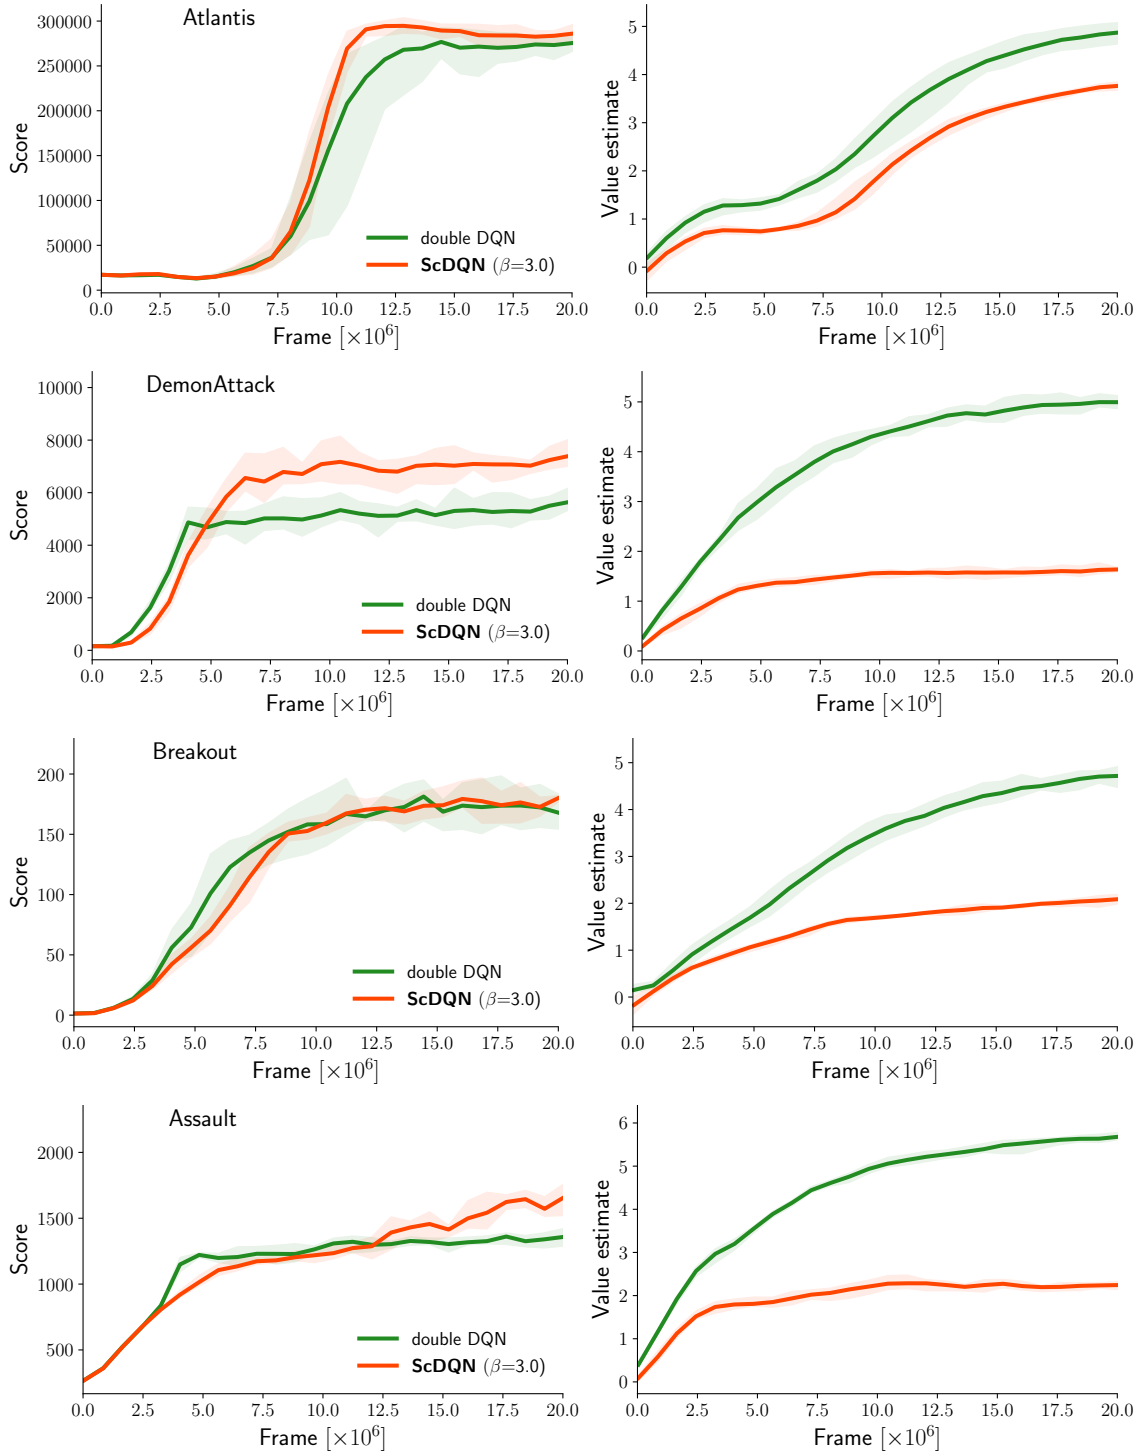 Atlantis
300000
250000
200000
150000
100000
50000
0
Score
double DQN
ScDQN (β=3.0)
0.0 2.5 5.0 7.5 10.0 12.5 15.0 17.5 20.0
Frame [×10⁶]
5
4
3
2
1
0
Value estimate
0.0 2.5 5.0 7.5 10.0 12.5 15.0 17.5 20.0
Frame [×10⁶]
DemonAttack
10000
8000
6000
4000
2000
0
Score
double DQN
ScDQN (β=3.0)
0.0 2.5 5.0 7.5 10.0 12.5 15.0 17.5 20.0
Frame [×10⁶]
5
4
3
2
1
0
Value estimate
0.0 2.5 5.0 7.5 10.0 12.5 15.0 17.5 20.0
Frame [×10⁶]
Breakout
200
150
100
50
0
Score
double DQN
ScDQN (β=3.0)
0.0 2.5 5.0 7.5 10.0 12.5 15.0 17.5 20.0
Frame [×10⁶]
5
4
3
2
1
0
Value estimate
0.0 2.5 5.0 7.5 10.0 12.5 15.0 17.5 20.0
Frame [×10⁶]
Assault
2000
1500
1000
500
Score
double DQN
ScDQN (β=3.0)
0.0 2.5 5.0 7.5 10.0 12.5 15.0 17.5 20.0
Frame [×10⁶]
6
5
4
3
2
1
0
Value estimate
0.0 2.5 5.0 7.5 10.0 12.5 15.0 17.5 20.0
Frame [×10⁶]